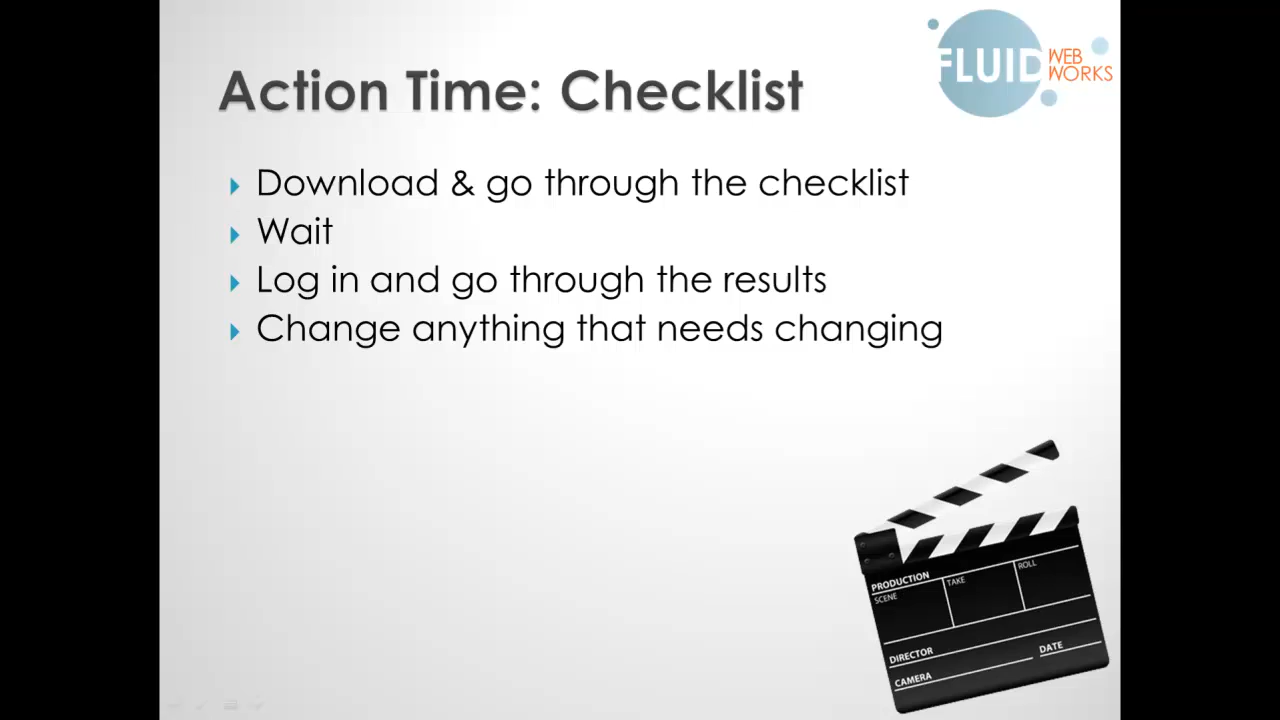 FLUID WEB WORKS
Action Time: Checklist
Download & go through the checklist
Wait
Log in and go through the results
Change anything that needs changing
PRODUCTION
SCENE
TAKE
ROLL
DIRECTOR
DATE
CAMERA